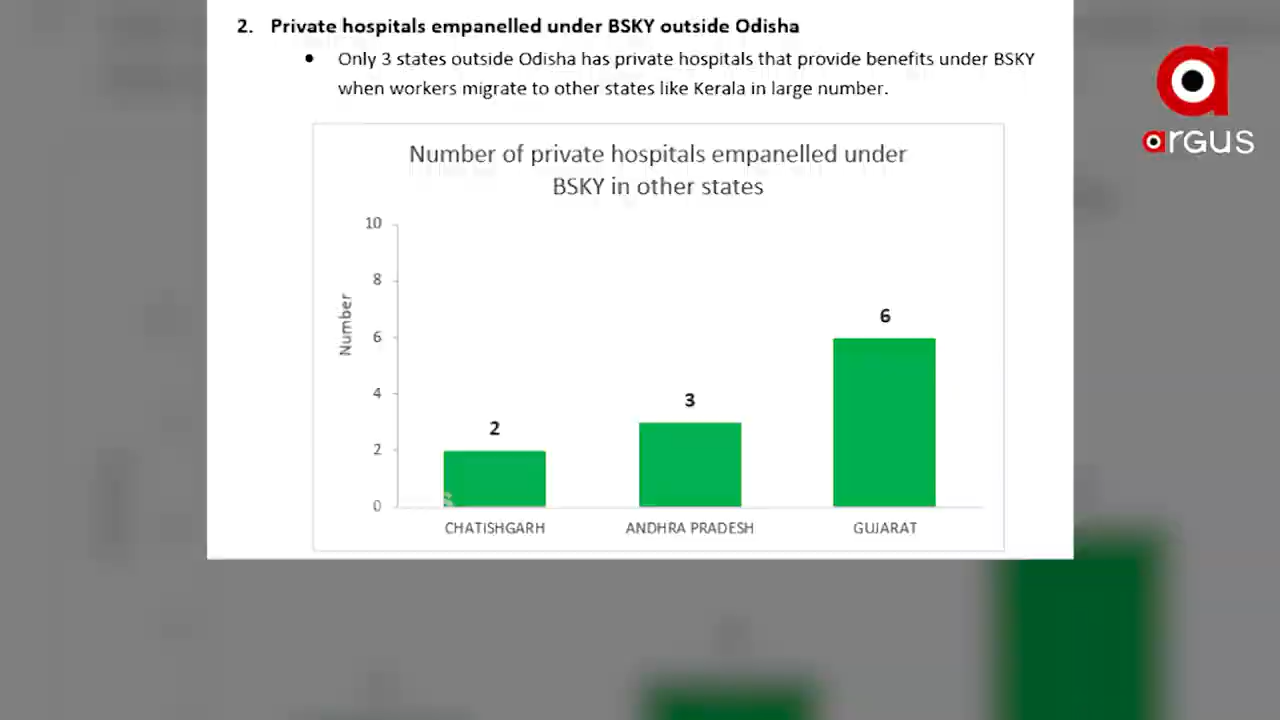 2. Private hospitals empanelled under BSKY outside Odisha
• Only 3 states outside Odisha has private hospitals that provide benefits under BSKY
when workers migrate to other states like Kerala in large number.
argus
Number of private hospitals empanelled under
BSKY in other states
10
8
6
4
2
0
Number
2
3
6
CHATISHGARH
ANDHRA PRADESH
GUJARAT